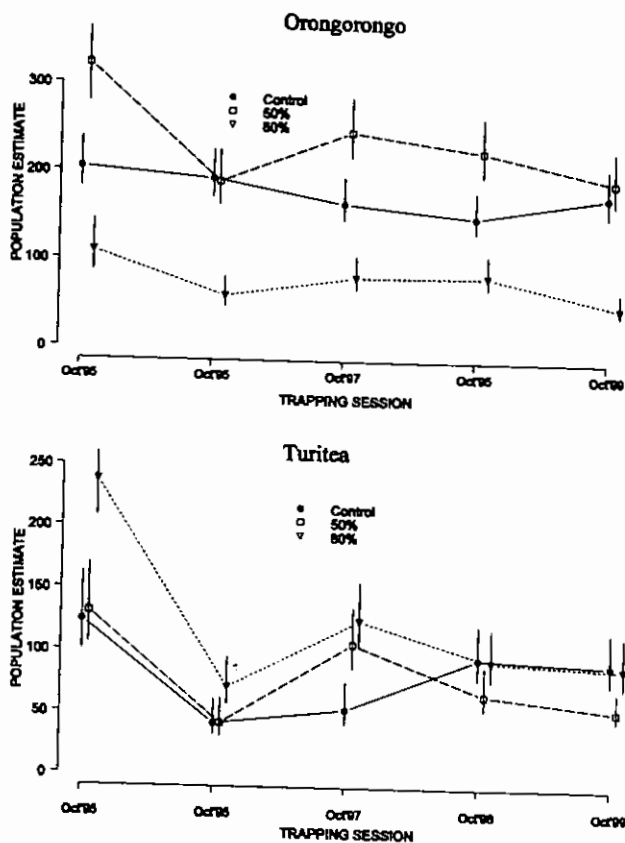 Orongorongo
Control
50%
80%
POPULATION ESTIMATE
300
200
100
0
Oct'95
Oct'96
Oct'97
Oct'98
Oct'99
TRAPPING SESSION
Turitea
Control
50%
80%
POPULATION ESTIMATE
250
200
150
100
50
0
Oct'95
Oct'96
Oct'97
Oct'98
Oct'99
TRAPPING SESSION